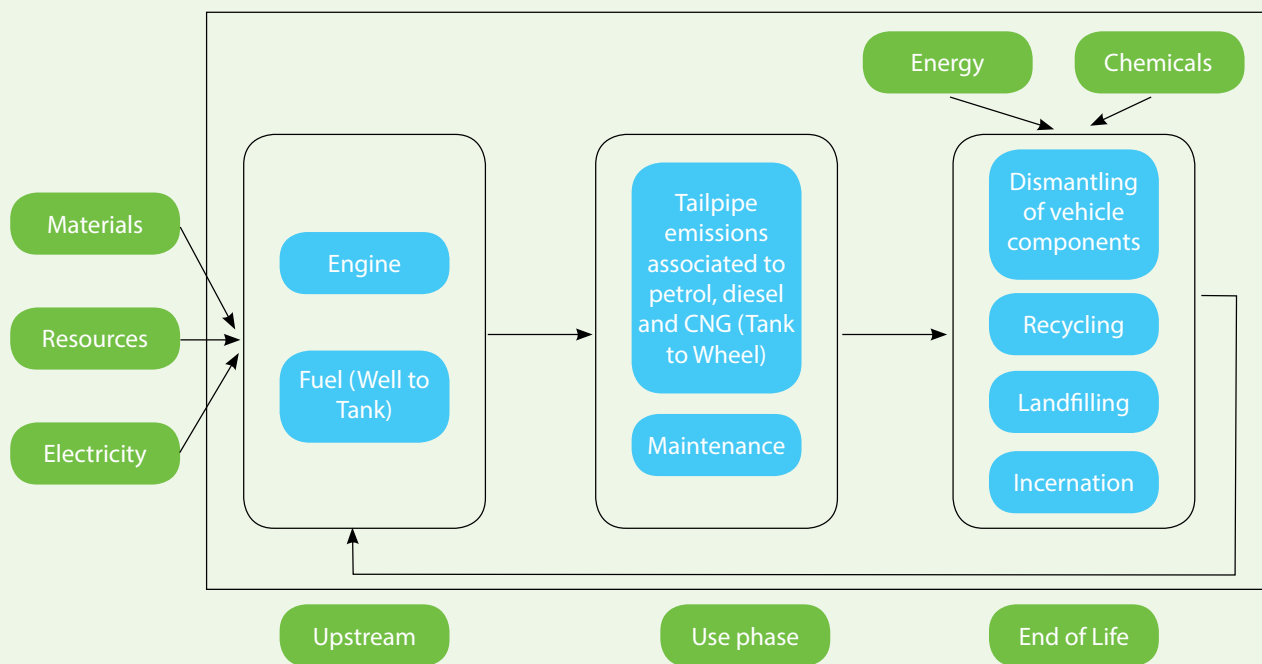 Energy
Chemicals
Materials
Resources
Electricity
Engine
Fuel (Well to
Tank)
Tailpipe
emissions
associated to
petrol, diesel
and CNG (Tank
to Wheel)
Maintenance
Dismantling
of vehicle
components
Recycling
Landfilling
Incernation
Upstream
Use phase
End of Life